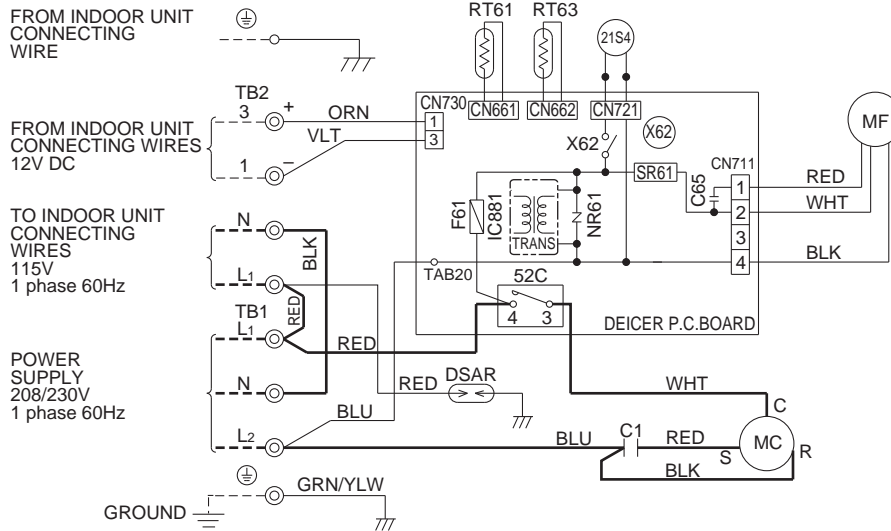 FROM INDOOR UNIT
CONNECTING
WIRE
RT61
RT63
21S4
TB2
3
+
ORN
CN730
1
3
CN661
CN662
CN721
MF
FROM INDOOR UNIT
CONNECTING WIRES
12V DC
VLT
1
–
X62
X62
SR61
CN711
C65
1
2
3
4
RED
WHT
BLK
TO INDOOR UNIT
CONNECTING
WIRES
115V
1 phase 60Hz
N
BLK
L1
RED
F61
IC881
TRANS
NR61
TAB20
52C
4 3
DEICER P.C.BOARD
TB1
L1
RED
POWER
SUPPLY
208/230V
1 phase 60Hz
N
RED
DSAR
WHT
BLU
L2
BLU
C1
RED
C
MC
S
R
BLK
GRN/YLW
GROUND